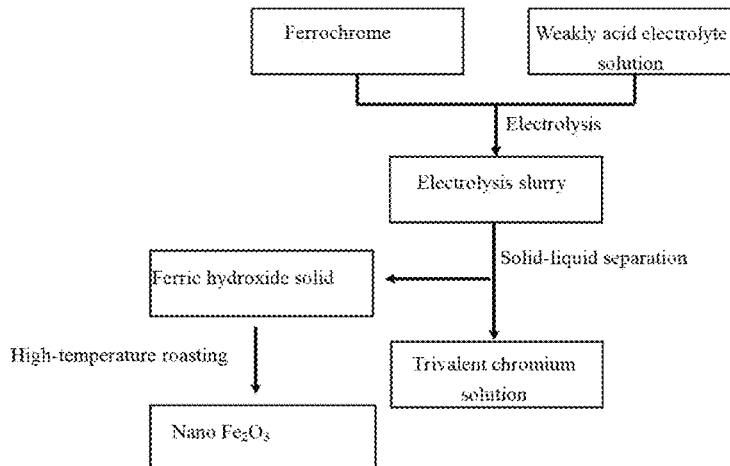 Ferrochrome
Weakly acid electrolyte
solution
Electrolysis
Electrolysis slurry
Solid-liquid separation
Ferric hydroxide solid
High-temperature roasting
Trivalent chromium
solution
Nano Fe₂O₃